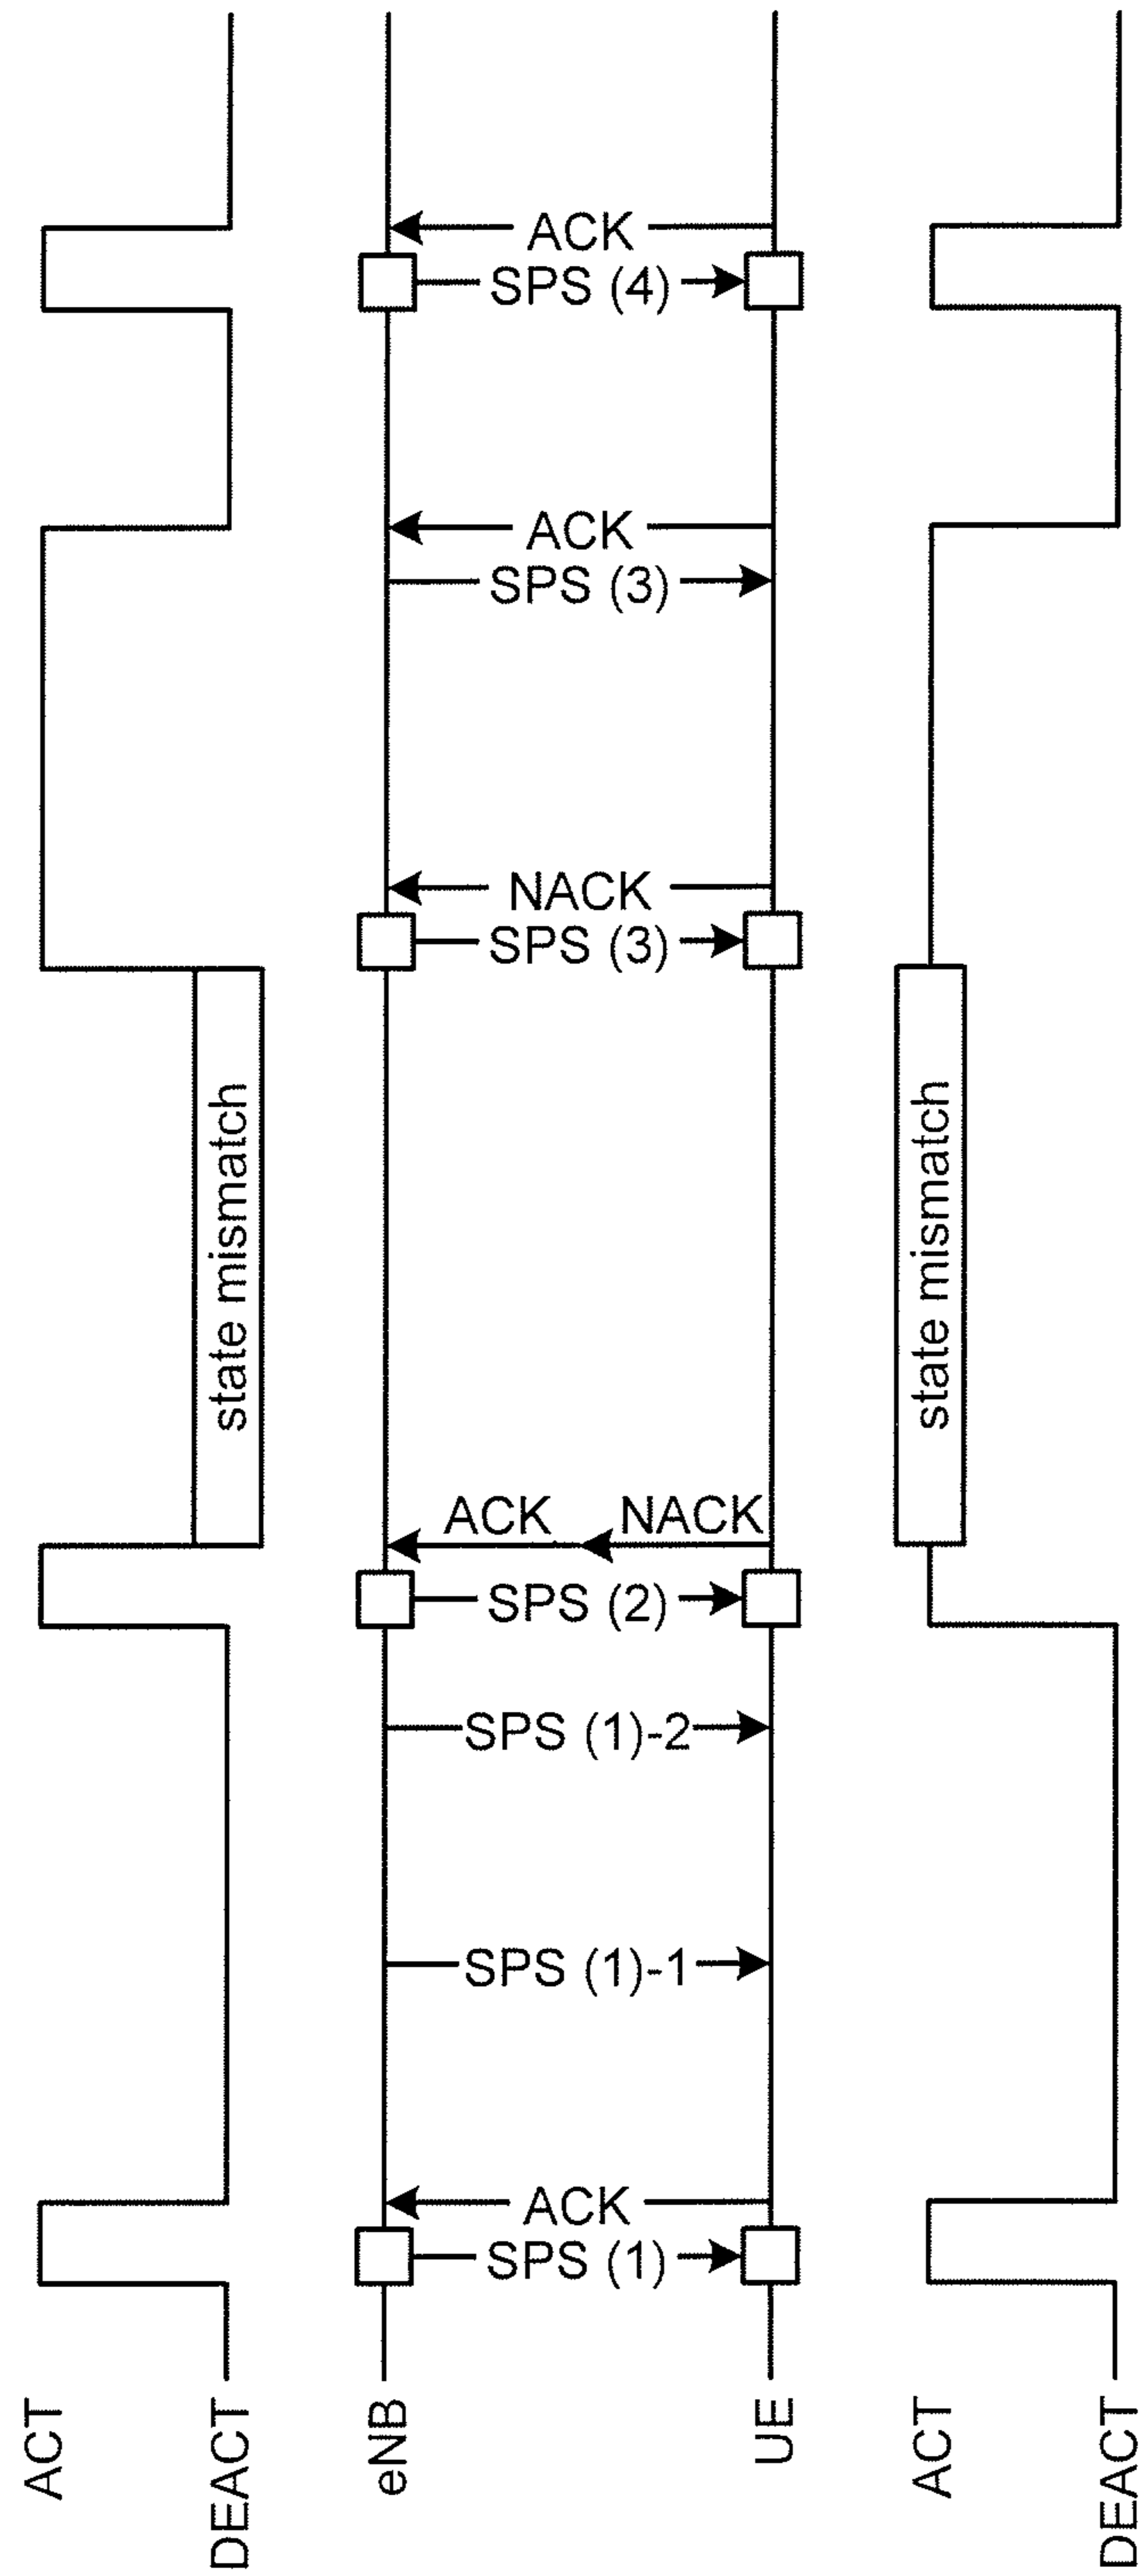 ACK
SPS (4)
ACK
SPS (3)
NACK
SPS (3)
state mismatch
state mismatch
ACK
NACK
SPS (2)
SPS (1)-2
SPS (1)-1
ACK
SPS (1)
ACT
DEACT
eNB
UE
ACT
DEACT